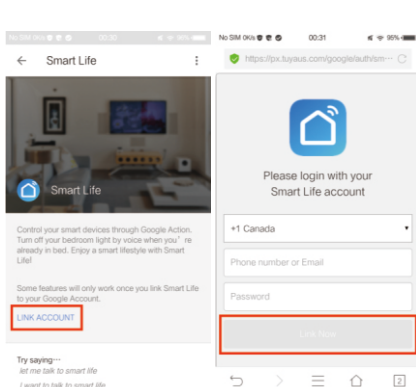 No SIM 0K/s 00:30 96%
← Smart Life
Smart Life
Control your smart devices through Google Action.
Turn off your bedroom light by voice when you' re
already in bed. Enjoy a smart lifestyle with Smart
Life!
Some features will only work once you link Smart Life
to your Google Account.
LINK ACCOUNT
Try saying…
let me talk to smart life
I want to talk to smart life
No SIM 0K/s 00:31 95%
https://px.tuyaus.com/google/auth/sm…
Please login with your
Smart Life account
+1 Canada
Phone number or Email
Password
Link Now
2